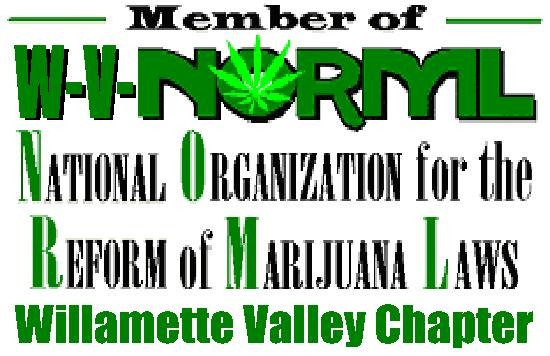 Member of
W-V-NORML
NATIONAL ORGANIZATION for the
REFORM of MARIJUANA LAWS
Willamette Valley Chapter